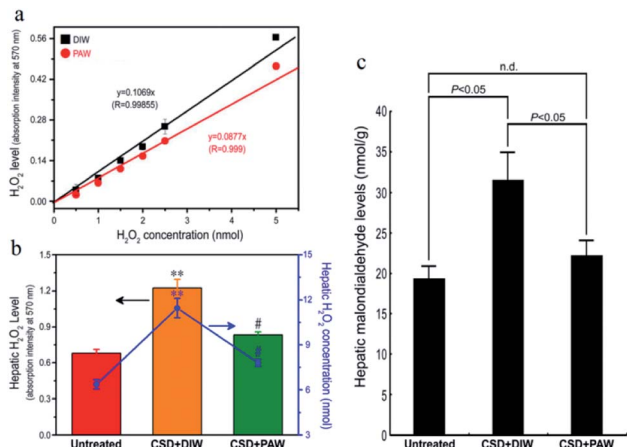 a
DIW
PAW
y=0.1069x
(R=0.99855)
y=0.0877x
(R=0.999)
H₂O₂ level (absorption intensity at 570 nm)
0.56
0.42
0.28
0.14
0.00
0 1 2 3 4 5
H₂O₂ concentration (nmol)
b
Hepatic H₂O₂ Level
(absorption intensity at 570 nm)
1.5
1.2
0.9
0.6
0.0
**
**
#
#
15
12
9
6
3
Hepatic H₂O₂ concentration (nmol)
Untreated CSD+DIW CSD+PAW
c
n.d.
P<0.05
P<0.05
Hepatic malondialdehyde levels (nmol/g)
40
35
30
25
20
15
10
5
0
Untreated CSD+DIW CSD+PAW